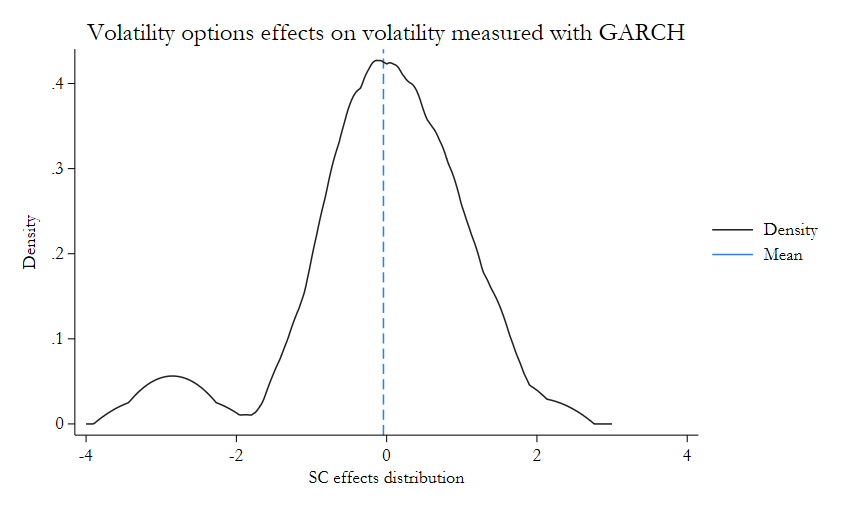 Volatility options effects on volatility measured with GARCH
.4
.3
.2
.1
0
Density
-4
-2
0
2
4
SC effects distribution
Density
Mean